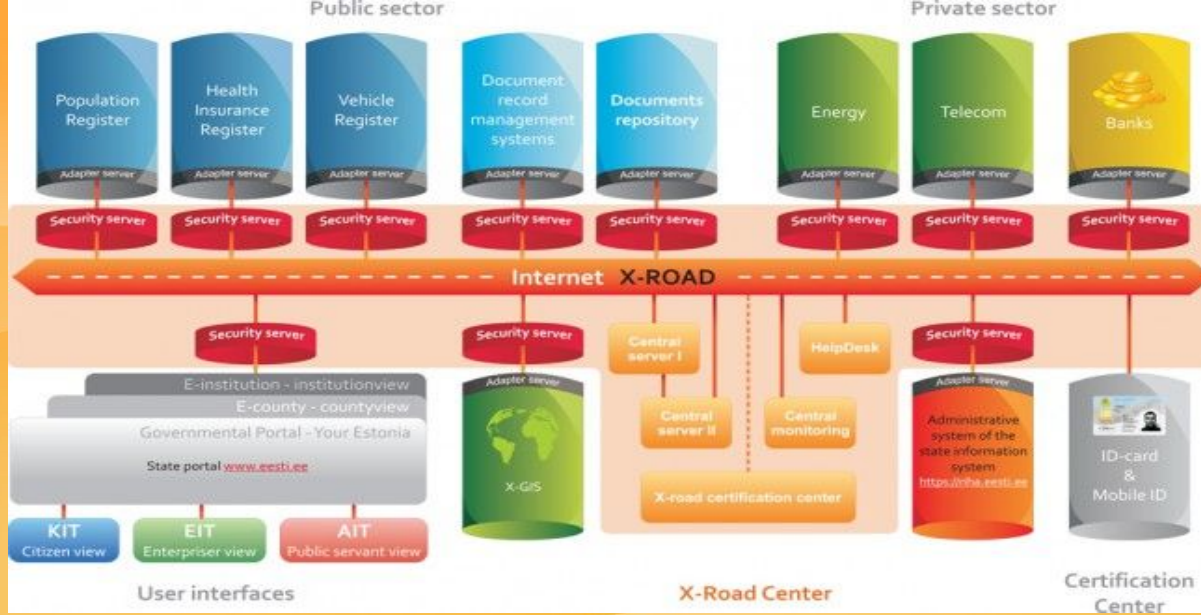 Public sector
Private sector
Population
Register
Health
Insurance
Register
Vehicle
Register
Document
record
management
systems
Documents
repository
Energy
Telecom
Banks
Adapter server
Adapter server
Adapter server
Adapter server
Adapter server
Adapter server
Adapter server
Adapter server
Security server
Security server
Security server
Security server
Security server
Security server
Security server
Security server
Internet X-ROAD
Security server
Security server
Central
server I
HelpDesk
Security server
E-institution - institutionview
E-county - countyview
Governmental Portal - Your Estonia
State portal www.eesti.ee
Adapter server
X-GIS
Central
server II
Central
monitoring
X-road certification center
Adapter server
Administrative
system of the
state information
system
https://riha.eesti.ee
ID-card
&
Mobile ID
KIT
Citizen view
EIT
Enterpriser view
AIT
Public servant view
User interfaces
X-Road Center
Certification
Center